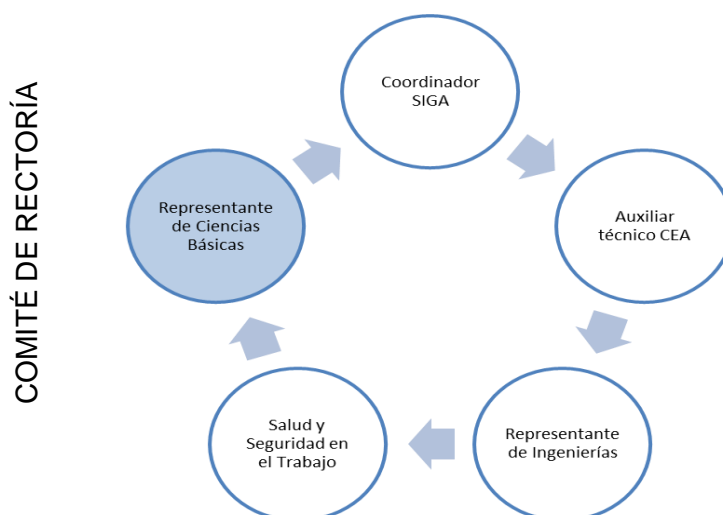 COMITÉ DE RECTORÍA
Coordinador
SIGA
Auxiliar
técnico CEA
Representante
de Ingenierías
Salud y
Seguridad en
el Trabajo
Representante
de Ciencias
Básicas